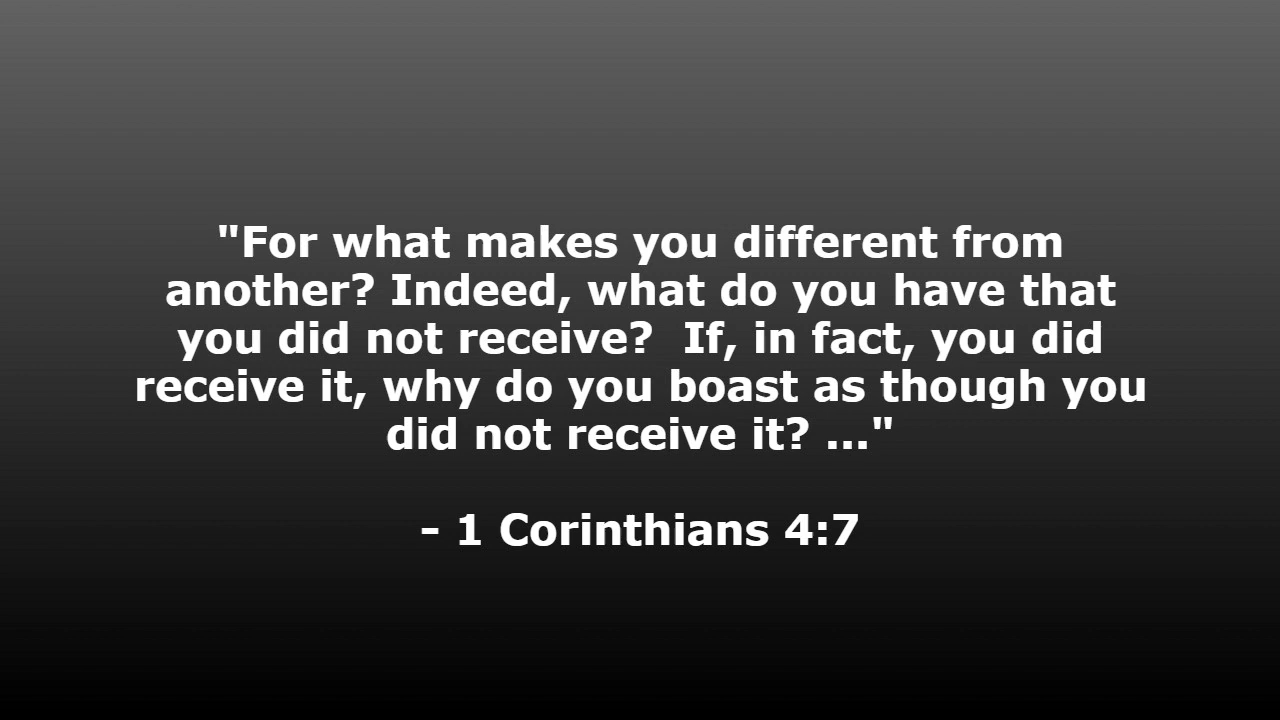 "For what makes you different from
another? Indeed, what do you have that
you did not receive?  If, in fact, you did
receive it, why do you boast as though you
did not receive it? ..."
- 1 Corinthians 4:7